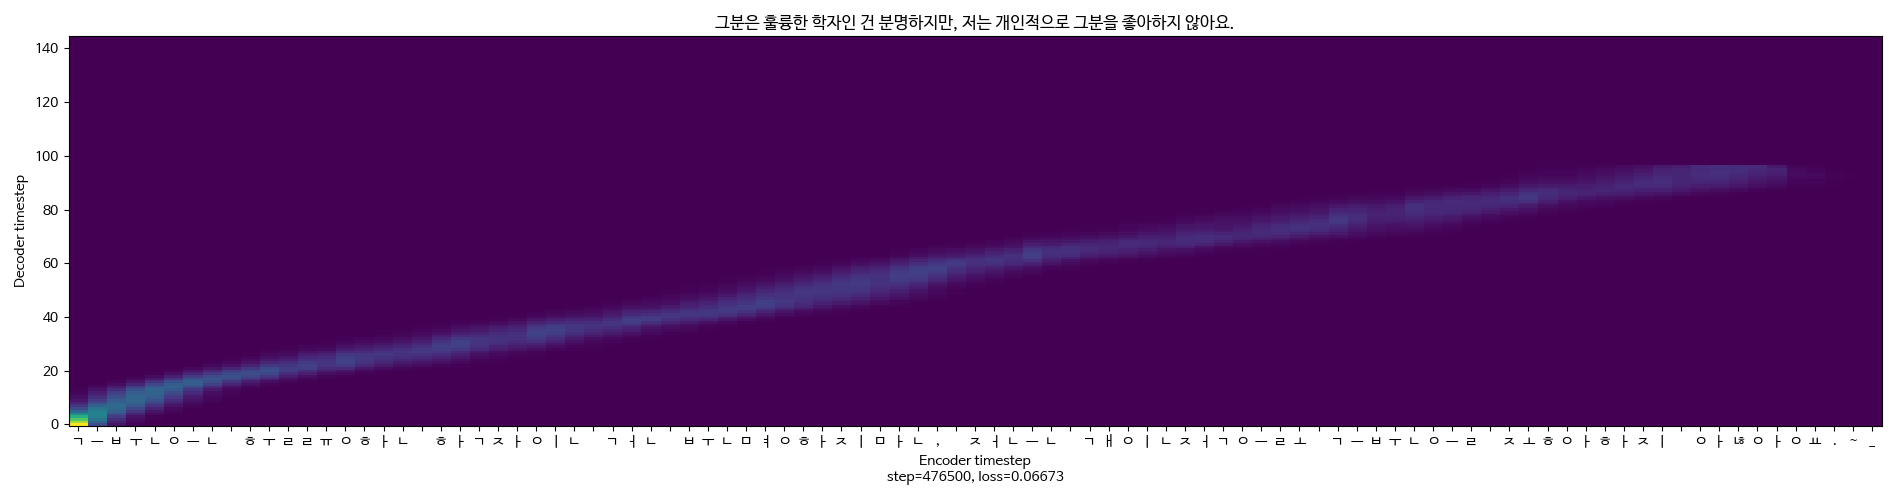 그분은 훌륭한 학자인 건 분명하지만, 저는 개인적으로 그분을 좋아하지 않아요.
140
120
100
80
60
40
20
0
Decoder timestep
ㄱ ㅡ ㅂ ㅜ ㄴ ㅇ ㅡ ㄴ   ㅎ ㅜ ㄹ ㄹ ㅠ ㅇ ㅎ ㅏ ㄴ   ㅎ ㅏ ㄱ ㅈ ㅏ ㅇ ㅣ ㄴ   ㄱ ㅓ ㄴ   ㅂ ㅜ ㄴ ㅁ ㅕ ㅇ ㅎ ㅏ ㅈ ㅣ ㅁ ㅏ ㄴ ,   ㅈ ㅓ ㄴ ㅡ ㄴ   ㄱ ㅐ ㅇ ㅣ ㄴ ㅈ ㅓ ㄱ ㅇ ㅡ ㄹ ㅗ   ㄱ ㅡ ㅂ ㅜ ㄴ ㅇ ㅡ ㄹ   ㅈ ㅗ ㅎ ㅇ ㅏ ㅎ ㅏ ㅈ ㅣ   ㅇ ㅏ ㄶ ㅇ ㅏ ㅇ ㅛ . ~ _
Encoder timestep
step=476500, loss=0.06673